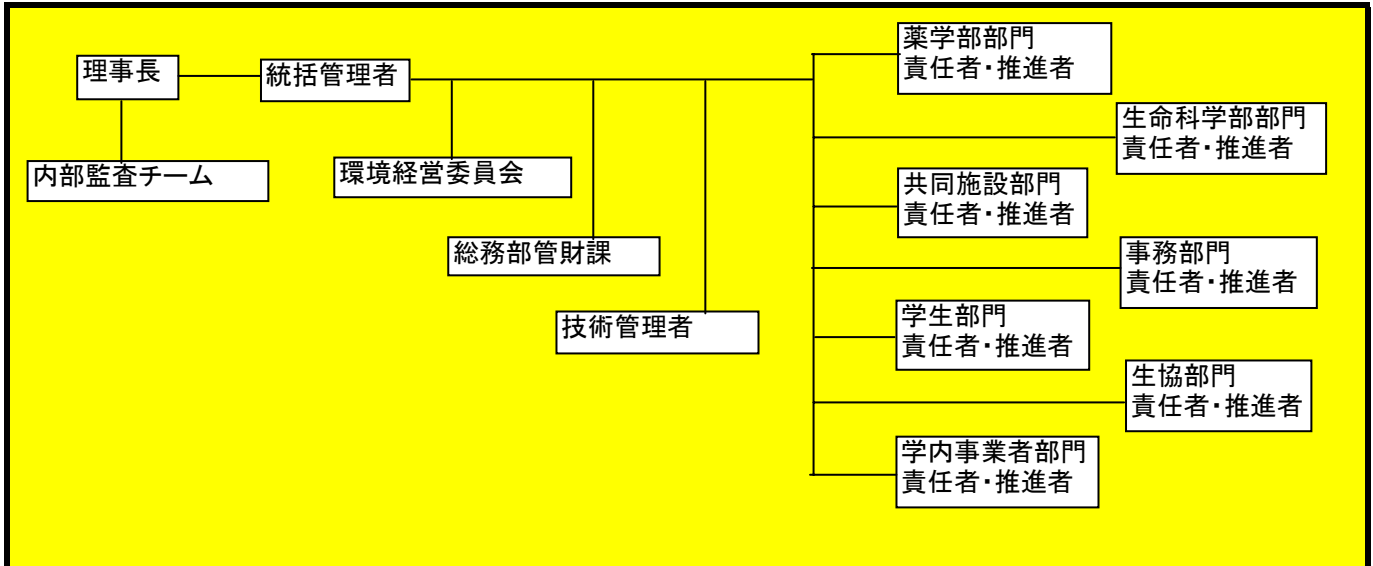 理事長
統括管理者
内部監査チーム
環境経営委員会
総務部管財課
技術管理者
薬学部部門
責任者・推進者
生命科学部部門
責任者・推進者
共同施設部門
責任者・推進者
事務部門
責任者・推進者
学生部門
責任者・推進者
生協部門
責任者・推進者
学内事業者部門
責任者・推進者